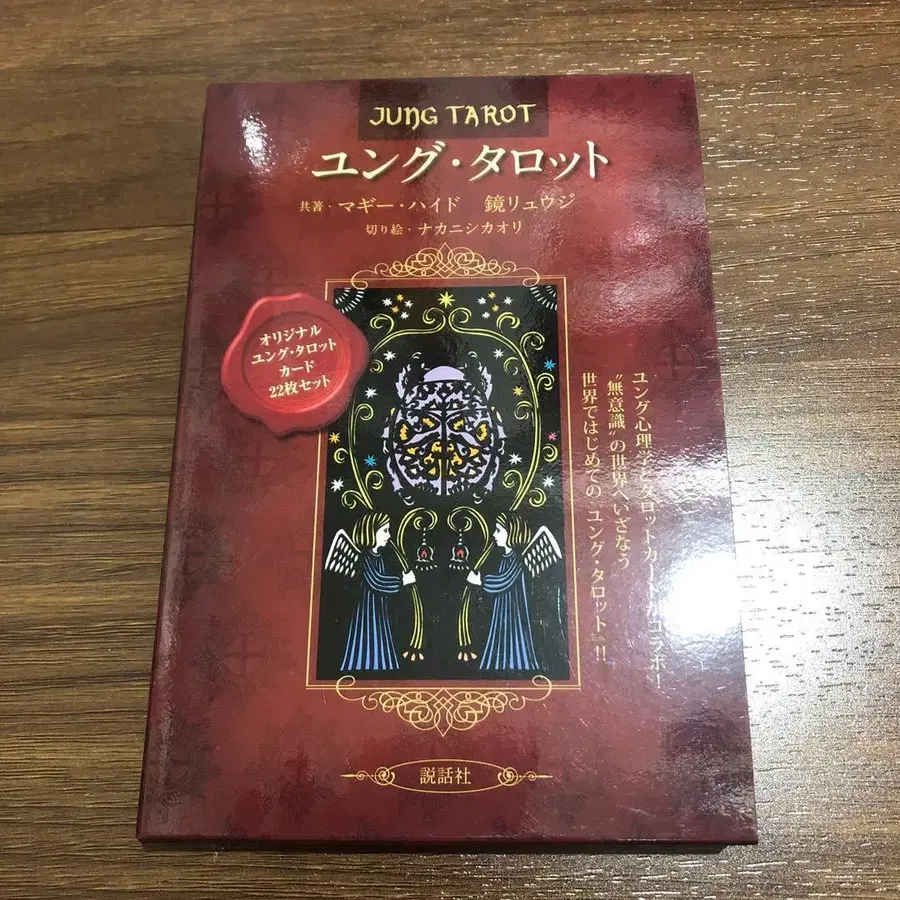 JUNG TAROT
ユング・タロット
共著・マギー・ハイド 鏡リュウジ
切り絵・ナカニシカオリ
オリジナル
ユング・タロット
カード
22枚セット
ユング心理学とタロットカードがコラボ！
〝無意識〟の世界へいざなう
世界ではじめての『ユング・タロット』!!
説話社